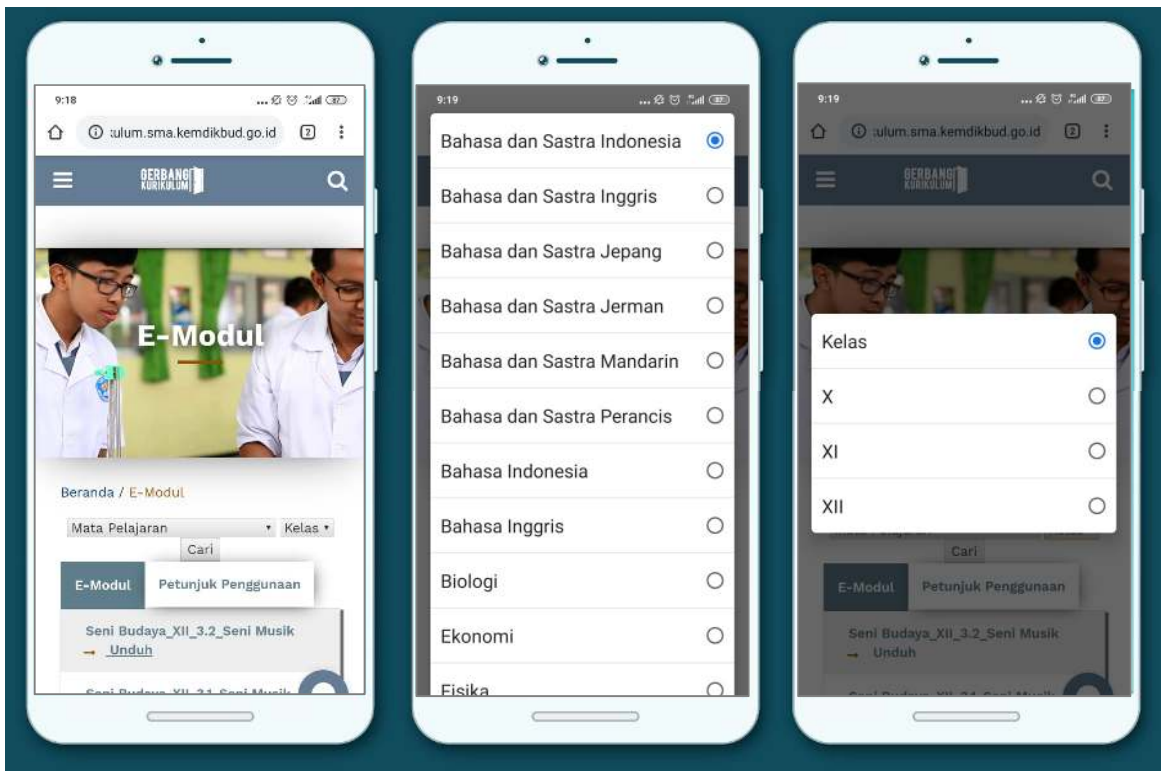 9:18
87
ulum.sma.kemdikbud.go.id
2
GERBANG
KURIKULUM
E-Modul
Beranda / E-Modul
Mata Pelajaran
Kelas
Cari
E-Modul
Petunjuk Penggunaan
Seni Budaya_XII_3.2_Seni Musik
→ Unduh
9:19
87
Bahasa dan Sastra Indonesia
Bahasa dan Sastra Inggris
Bahasa dan Sastra Jepang
Bahasa dan Sastra Jerman
Bahasa dan Sastra Mandarin
Bahasa dan Sastra Perancis
Bahasa Indonesia
Bahasa Inggris
Biologi
Ekonomi
Fisika
9:19
87
ulum.sma.kemdikbud.go.id
2
GERBANG
KURIKULUM
Kelas
X
XI
XII
Cari
E-Modul
Petunjuk Penggunaan
Seni Budaya_XII_3.2_Seni Musik
→ Unduh